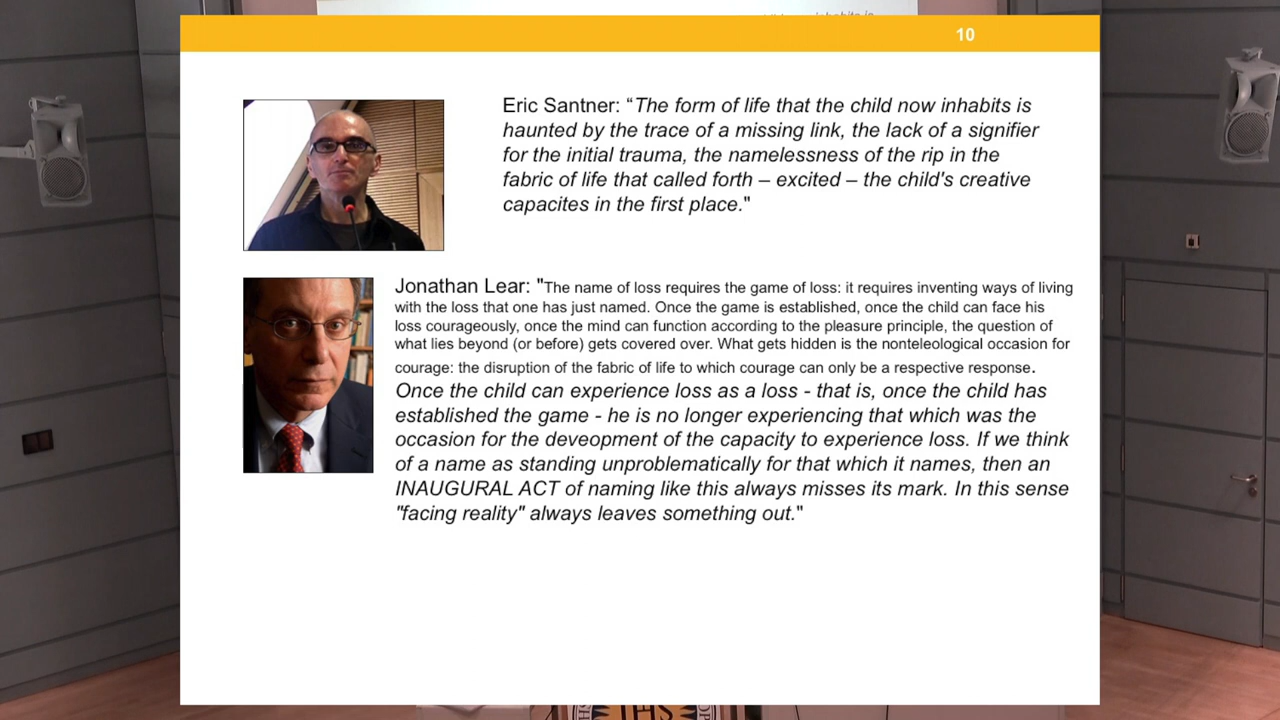 10
Eric Santner: “The form of life that the child now inhabits is
haunted by the trace of a missing link, the lack of a signifier
for the initial trauma, the namelessness of the rip in the
fabric of life that called forth – excited – the child's creative
capacites in the first place."
Jonathan Lear: "The name of loss requires the game of loss: it requires inventing ways of living
with the loss that one has just named. Once the game is established, once the child can face his
loss courageously, once the mind can function according to the pleasure principle, the question of
what lies beyond (or before) gets covered over. What gets hidden is the nonteleological occasion for
courage: the disruption of the fabric of life to which courage can only be a respective response.
Once the child can experience loss as a loss - that is, once the child has
established the game - he is no longer experiencing that which was the
occasion for the deveopment of the capacity to experience loss. If we think
of a name as standing unproblematically for that which it names, then an
INAUGURAL ACT of naming like this always misses its mark. In this sense
"facing reality" always leaves something out."
IHS